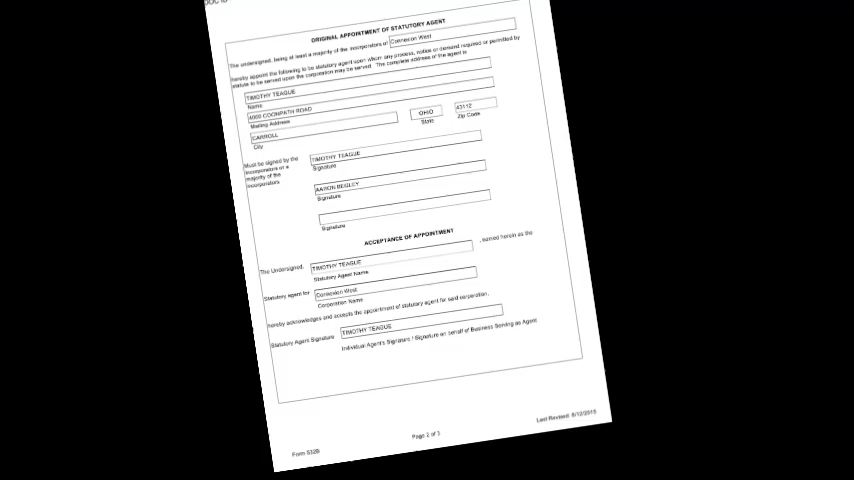 ORIGINAL APPOINTMENT OF STATUTORY AGENT
The undersigned, being at least a majority of the incorporators of Connexion West
hereby appoint the following to be statutory agent upon whom any process, notice or demand required or permitted by
statute to be served upon the corporation may be served. The complete address of the agent is
TIMOTHY TEAGUE
Name
4000 COONPATH ROAD
Mailing Address
CARROLL OHIO 43112
City State Zip Code
Must be signed by the
incorporators or a
majority of the
incorporators
TIMOTHY TEAGUE
Signature
AARON BEGLEY
Signature
Signature
ACCEPTANCE OF APPOINTMENT
The Undersigned, TIMOTHY TEAGUE , named herein as the
Statutory Agent Name
Statutory agent for Connexion West
Corporation Name
hereby acknowledges and accepts the appointment of statutory agent for said corporation.
Statutory Agent Signature TIMOTHY TEAGUE
Individual Agent's Signature / Signature on behalf of Business Serving as Agent
Form 532B Page 2 of 3 Last Revised: 8/12/2015